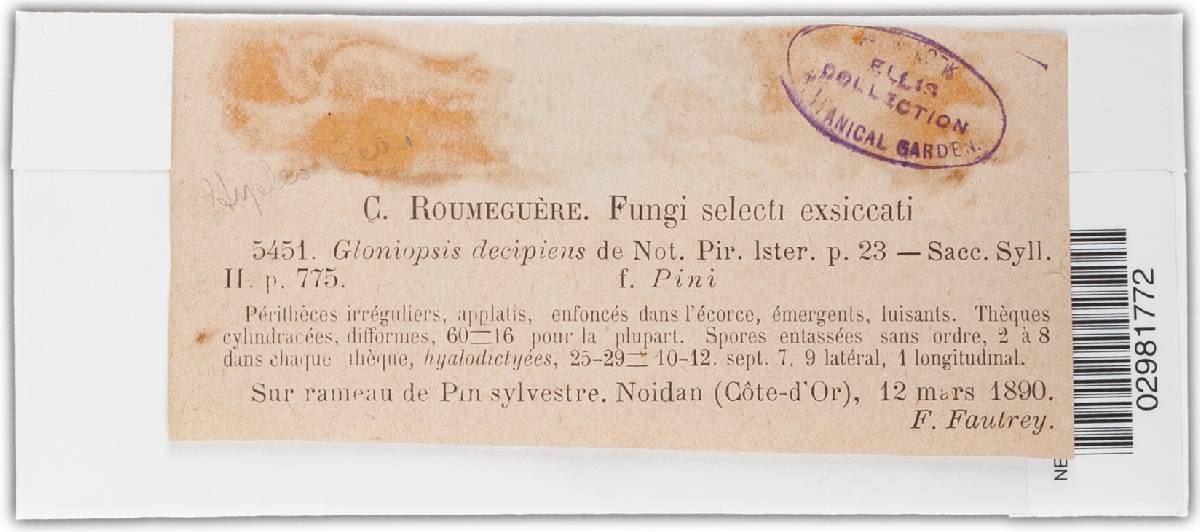 ELLIS
COLLECTION
GARDEN.
C. ROUMEGUÈRE. Fungi selecti exsiccati
5451. Gloniopsis decipiens de Not. Pir. Ister. p. 23 — Sacc. Syll.
II. p. 775. f. Pini
Périthèces irréguliers, applatis, enfoncés dans l'écorce, émergents, luisants. Thèques
cylindracées, difformes, 60=16 pour la plupart. Spores entassées sans ordre, 2 à 8
dans chaque thèque, hyalodictyées, 25-29=10-12. sept. 7, 9 latéral, 1 longitudinal.
Sur rameau de Pin sylvestre. Noidan (Côte-d'Or), 12 mars 1890.
F. Fautrey.
02981772
NE